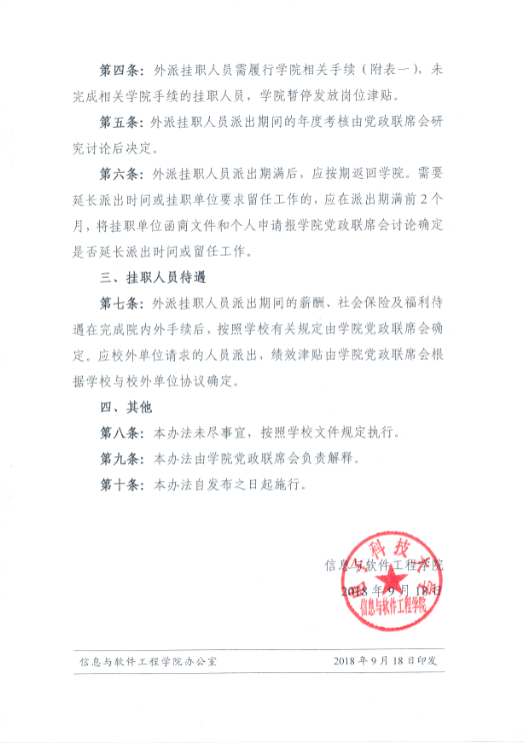 第四条：外派挂职人员需履行学院相关手续（附表一），未
完成相关学院手续的挂职人员，学院暂停发放岗位津贴。
第五条：外派挂职人员派出期间的年度考核由党政联席会研
究讨论后决定。
第六条：外派挂职人员派出期满后，应按期返回学院。需要
延长派出时间或挂职单位要求留任工作的，应在派出期满前 2 个
月，将挂职单位函商文件和个人申请报学院党政联席会讨论确定
是否延长派出时间或留任工作。
三、挂职人员待遇
第七条：外派挂职人员派出期间的薪酬、社会保险及福利待
遇在完成院内外手续后，按照学校有关规定由学院党政联席会确
定。应校外单位请求的人员派出，绩效津贴由学院党政联席会根
据学校与校外单位协议确定。
四、其他
第八条：本办法未尽事宜，按照学校文件规定执行。
第九条：本办法由学院党政联席会负责解释。
第十条：本办法自发布之日起施行。
信息与软件工程学院
2018 年 9 月 18 日
科技大学
信息与软件工程学院
信息与软件工程学院办公室 2018 年 9 月 18 日印发